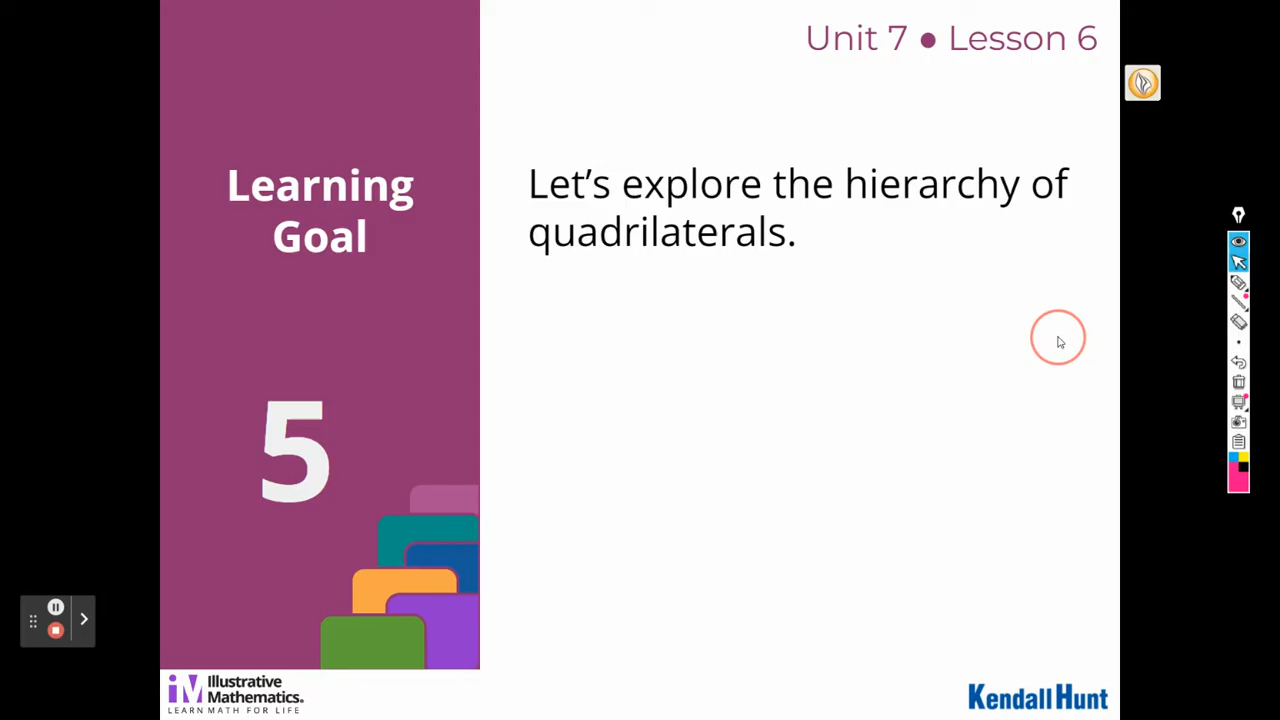 Unit 7 ● Lesson 6
Learning
Goal
Let's explore the hierarchy of
quadrilaterals.
5
iM Illustrative
Mathematics.
LEARN MATH FOR LIFE
Kendall Hunt